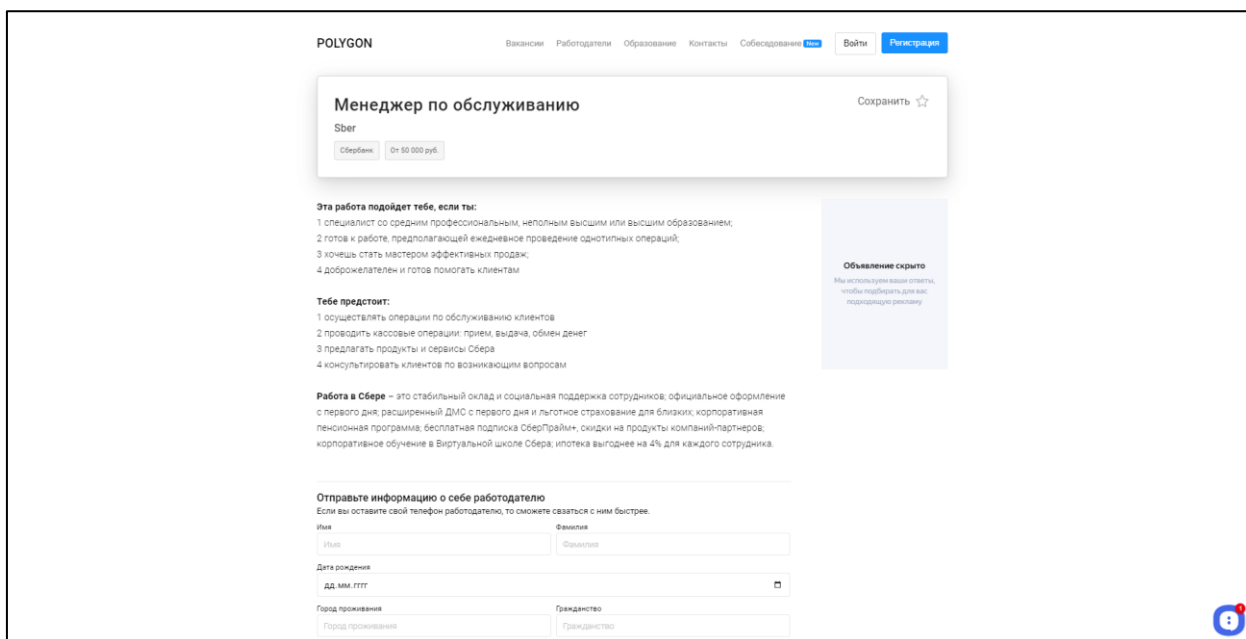 POLYGON
Вакансии Работодатели Образование Контакты Собеседование New Войти Регистрация
Менеджер по обслуживанию
Сохранить
Sber
Сбербанк От 50 000 руб.
Эта работа подойдет тебе, если ты:
1 специалист со средним профессиональным, неполным высшим или высшим образованием;
2 готов к работе, предполагающей ежедневное проведение однотипных операций;
3 хочешь стать мастером эффективных продаж;
4 доброжелателен и готов помогать клиентам
Тебе предстоит:
1 осуществлять операции по обслуживанию клиентов
2 проводить кассовые операции: прием, выдача, обмен денег
3 предлагать продукты и сервисы Сбера
4 консультировать клиентов по возникающим вопросам
Работа в Сбере – это стабильный оклад и социальная поддержка сотрудников; официальное оформление
с первого дня; расширенный ДМС с первого дня и льготное страхование для близких; корпоративная
пенсионная программа; бесплатная подписка СберПрайм+, скидки на продукты компаний-партнеров;
корпоративное обучение в Виртуальной школе Сбера; ипотека выгоднее на 4% для каждого сотрудника.
Объявление скрыто
Мы используем ваши ответы,
чтобы подбирать для вас
подходящую рекламу
Отправьте информацию о себе работодателю
Если вы оставите свой телефон работодателю, то сможете свзаться с ним быстрее.
Имя Фамилия
Имя Фамилия
Дата рождения
дд.мм.гггг
Город проживания Гражданство
Город проживания Гражданство
1